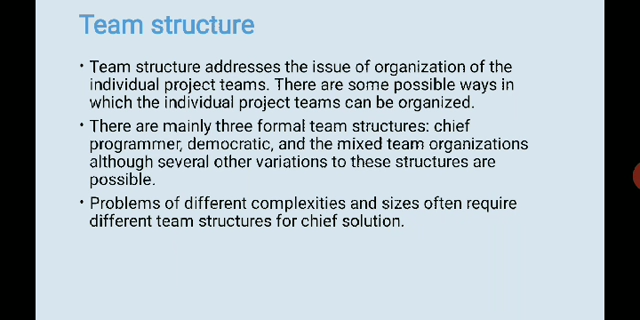 Team structure
• Team structure addresses the issue of organization of the
individual project teams. There are some possible ways in
which the individual project teams can be organized.
• There are mainly three formal team structures: chief
programmer, democratic, and the mixed team organizations
although several other variations to these structures are
possible.
• Problems of different complexities and sizes often require
different team structures for chief solution.